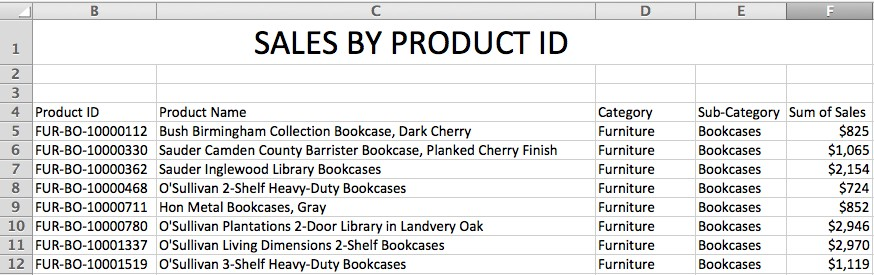 B C D E F
1 SALES BY PRODUCT ID
2
3
4 Product ID Product Name Category Sub-Category Sum of Sales
5 FUR-BO-10000112 Bush Birmingham Collection Bookcase, Dark Cherry Furniture Bookcases $825
6 FUR-BO-10000330 Sauder Camden County Barrister Bookcase, Planked Cherry Finish Furniture Bookcases $1,065
7 FUR-BO-10000362 Sauder Inglewood Library Bookcases Furniture Bookcases $2,154
8 FUR-BO-10000468 O'Sullivan 2-Shelf Heavy-Duty Bookcases Furniture Bookcases $724
9 FUR-BO-10000711 Hon Metal Bookcases, Gray Furniture Bookcases $852
10 FUR-BO-10000780 O'Sullivan Plantations 2-Door Library in Landvery Oak Furniture Bookcases $2,946
11 FUR-BO-10001337 O'Sullivan Living Dimensions 2-Shelf Bookcases Furniture Bookcases $2,970
12 FUR-BO-10001519 O'Sullivan 3-Shelf Heavy-Duty Bookcases Furniture Bookcases $1,119